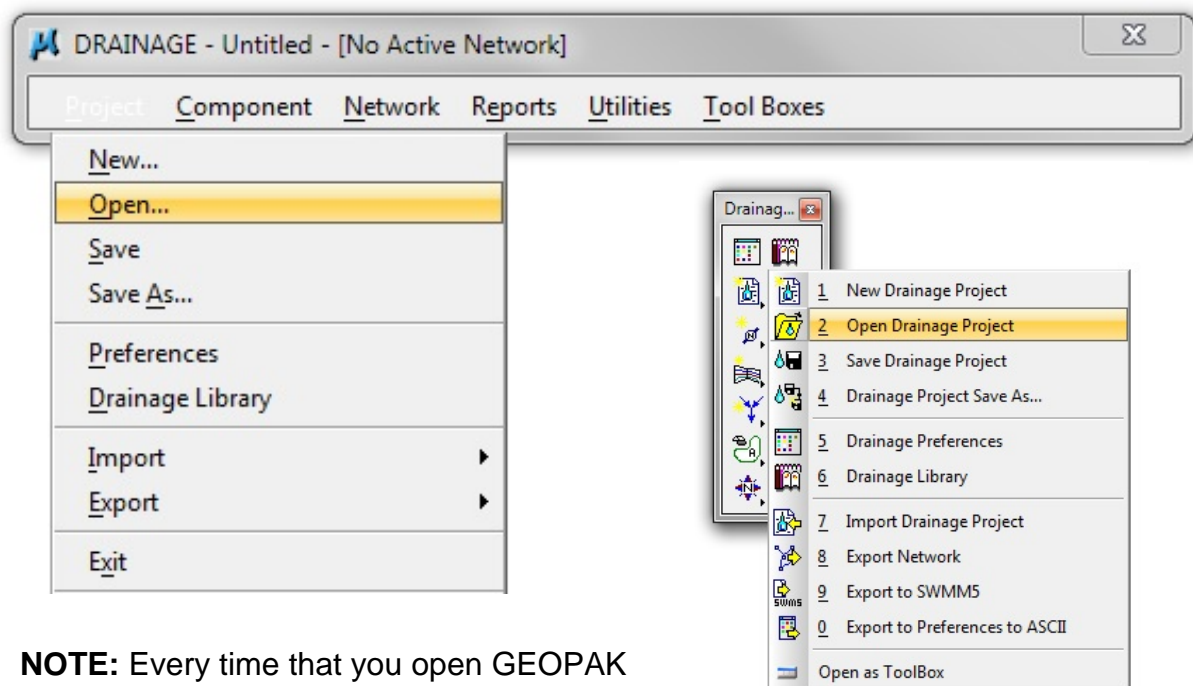 DRAINAGE - Untitled - [No Active Network]
Project Component Network Reports Utilities Tool Boxes
New...
Open...
Save
Save As...
Preferences
Drainage Library
Import
Export
Exit
Drainag...
1 New Drainage Project
2 Open Drainage Project
3 Save Drainage Project
4 Drainage Project Save As...
5 Drainage Preferences
6 Drainage Library
7 Import Drainage Project
8 Export Network
9 Export to SWMM5
0 Export to Preferences to ASCII
Open as ToolBox
NOTE: Every time that you open GEOPAK